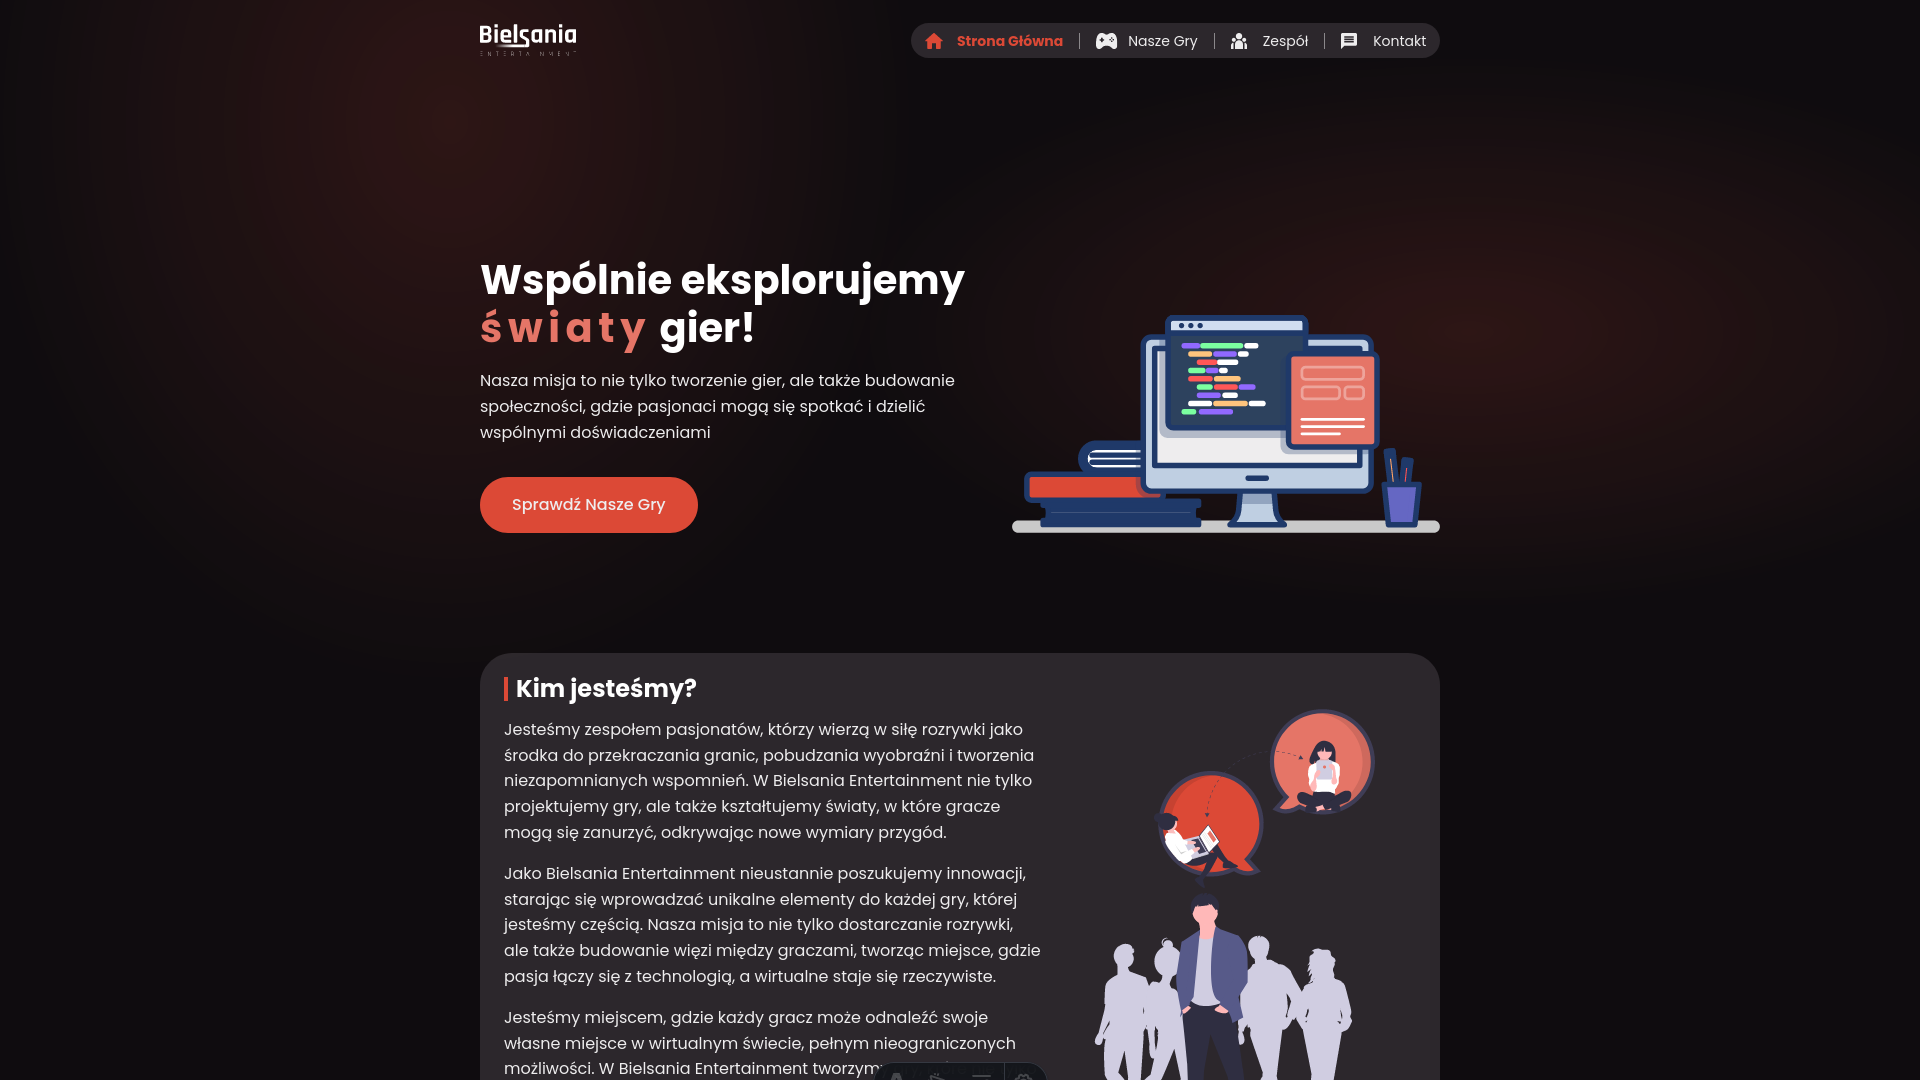 Bielsania
ENTERTAINMENT
Strona Główna
Nasze Gry
Zespół
Kontakt
Wspólnie eksplorujemy
światy gier!
Nasza misja to nie tylko tworzenie gier, ale także budowanie
społeczności, gdzie pasjonaci mogą się spotkać i dzielić
wspólnymi doświadczeniami
Sprawdź Nasze Gry
Kim jesteśmy?
Jesteśmy zespołem pasjonatów, którzy wierzą w siłę rozrywki jako
środka do przekraczania granic, pobudzania wyobraźni i tworzenia
niezapomnianych wspomnień. W Bielsania Entertainment nie tylko
projektujemy gry, ale także kształtujemy światy, w które gracze
mogą się zanurzyć, odkrywając nowe wymiary przygód.
Jako Bielsania Entertainment nieustannie poszukujemy innowacji,
starając się wprowadzać unikalne elementy do każdej gry, której
jesteśmy częścią. Nasza misja to nie tylko dostarczanie rozrywki,
ale także budowanie więzi między graczami, tworząc miejsce, gdzie
pasja łączy się z technologią, a wirtualne staje się rzeczywiste.
Jesteśmy miejscem, gdzie każdy gracz może odnaleźć swoje
własne miejsce w wirtualnym świecie, pełnym nieograniczonych
możliwości. W Bielsania Entertainment tworzymy